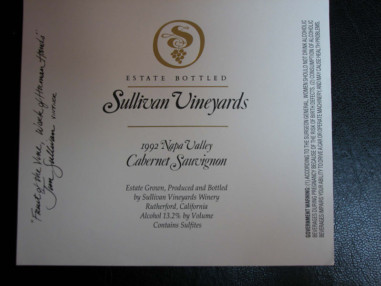 S
ESTATE BOTTLED
Sullivan Vineyards
1992 Napa Valley
Cabernet Sauvignon
Estate Grown, Produced and Bottled
by Sullivan Vineyards Winery
Rutherford, California
Alcohol 13.2% by Volume
Contains Sulfites
"Fruit of the Vine, Work of Human Hands"
Sullivan
GOVERNMENT WARNING: (1) ACCORDING TO THE SURGEON GENERAL, WOMEN SHOULD NOT DRINK ALCOHOLIC
BEVERAGES DURING PREGNANCY BECAUSE OF THE RISK OF BIRTH DEFECTS. (2) CONSUMPTION OF ALCOHOLIC
BEVERAGES IMPAIRS YOUR ABILITY TO DRIVE A CAR OR OPERATE MACHINERY, AND MAY CAUSE HEALTH PROBLEMS.